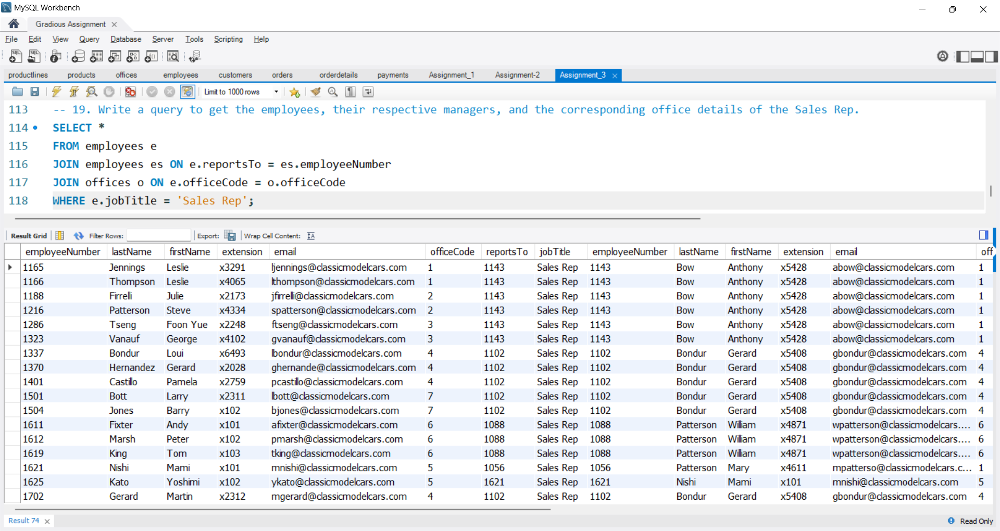 MySQL Workbench
Gradious Assignment
File Edit View Query Database Server Tools Scripting Help
productlines products offices employees customers orders orderdetails payments Assignment_1 Assignment-2 Assignment_3
Limit to 1000 rows
113 -- 19. Write a query to get the employees, their respective managers, and the corresponding office details of the Sales Rep.
114 SELECT *
115 FROM employees e
116 JOIN employees es ON e.reportsTo = es.employeeNumber
117 JOIN offices o ON e.officeCode = o.officeCode
118 WHERE e.jobTitle = 'Sales Rep';
Result Grid Filter Rows: Export: Wrap Cell Content:
employeeNumber lastName firstName extension email officeCode reportsTo jobTitle employeeNumber lastName firstName extension email off
1165 Jennings Leslie x3291 ljennings@classicmodelcars.com 1 1143 Sales Rep 1143 Bow Anthony x5428 abow@classicmodelcars.com 1
1166 Thompson Leslie x4065 lthompson@classicmodelcars.com 1 1143 Sales Rep 1143 Bow Anthony x5428 abow@classicmodelcars.com 1
1188 Firrelli Julie x2173 jfirrelli@classicmodelcars.com 2 1143 Sales Rep 1143 Bow Anthony x5428 abow@classicmodelcars.com 1
1216 Patterson Steve x4334 spatterson@classicmodelcars.com 2 1143 Sales Rep 1143 Bow Anthony x5428 abow@classicmodelcars.com 1
1286 Tseng Foon Yue x2248 ftseng@classicmodelcars.com 3 1143 Sales Rep 1143 Bow Anthony x5428 abow@classicmodelcars.com 1
1323 Vanauf George x4102 gvanauf@classicmodelcars.com 3 1143 Sales Rep 1143 Bow Anthony x5428 abow@classicmodelcars.com 1
1337 Bondur Loui x6493 lbondur@classicmodelcars.com 4 1102 Sales Rep 1102 Bondur Gerard x5408 gbondur@classicmodelcars.com 4
1370 Hernandez Gerard x2028 ghernande@classicmodelcars.com 4 1102 Sales Rep 1102 Bondur Gerard x5408 gbondur@classicmodelcars.com 4
1401 Castillo Pamela x2759 pcastillo@classicmodelcars.com 4 1102 Sales Rep 1102 Bondur Gerard x5408 gbondur@classicmodelcars.com 4
1501 Bott Larry x2311 lbott@classicmodelcars.com 7 1102 Sales Rep 1102 Bondur Gerard x5408 gbondur@classicmodelcars.com 4
1504 Jones Barry x102 bjones@classicmodelcars.com 7 1102 Sales Rep 1102 Bondur Gerard x5408 gbondur@classicmodelcars.com 4
1611 Fixter Andy x101 afixter@classicmodelcars.com 6 1088 Sales Rep 1088 Patterson William x4871 wpatterson@classicmodelcars.... 6
1612 Marsh Peter x102 pmarsh@classicmodelcars.com 6 1088 Sales Rep 1088 Patterson William x4871 wpatterson@classicmodelcars.... 6
1619 King Tom x103 tking@classicmodelcars.com 6 1088 Sales Rep 1088 Patterson William x4871 wpatterson@classicmodelcars.... 6
1621 Nishi Mami x101 mnishi@classicmodelcars.com 5 1056 Sales Rep 1056 Patterson Mary x4611 mpatterso@classicmodelcars.c... 1
1625 Kato Yoshimi x102 ykato@classicmodelcars.com 5 1621 Sales Rep 1621 Nishi Mami x101 mnishi@classicmodelcars.com 5
1702 Gerard Martin x2312 mgerard@classicmodelcars.com 4 1102 Sales Rep 1102 Bondur Gerard x5408 gbondur@classicmodelcars.com 4
Result 74 Read Only